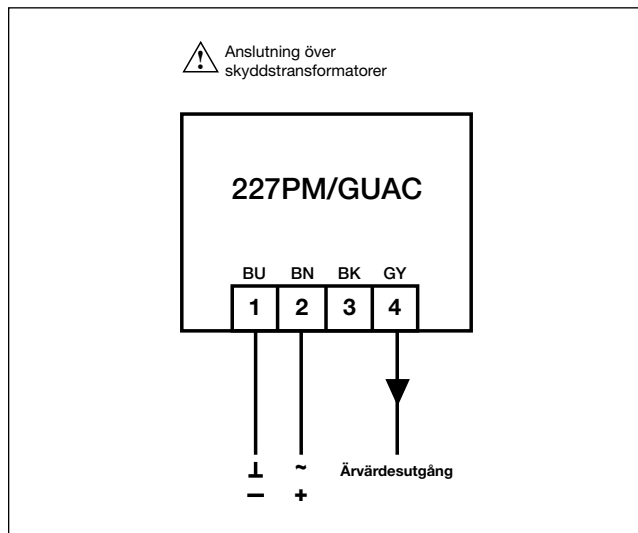 Anslutning över
skyddstransformatorer
227PM/GUAC
BU BN BK GY
1 2 3 4
⊥ ~ Ärvärdesutgång
– +